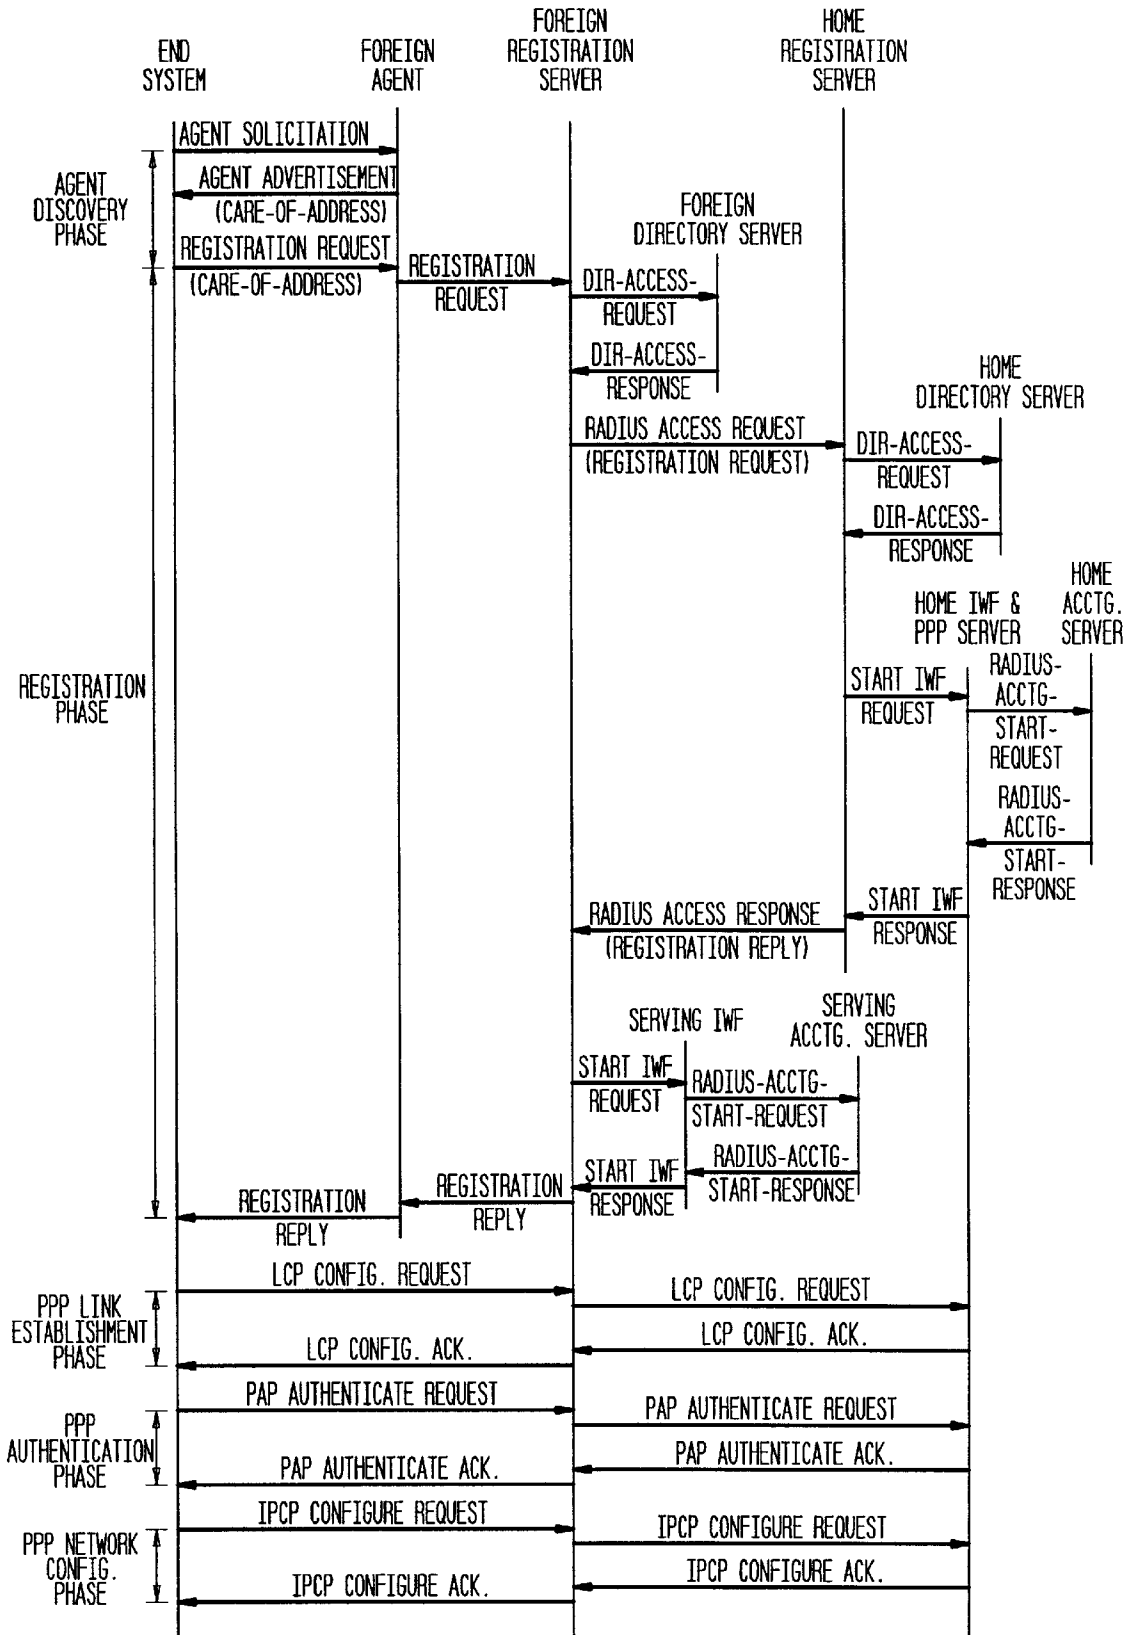 FOREIGN
REGISTRATION
SERVER
HOME
REGISTRATION
SERVER
END
SYSTEM
FOREIGN
AGENT
AGENT SOLICITATION
AGENT ADVERTISEMENT
(CARE-OF-ADDRESS)
AGENT
DISCOVERY
PHASE
FOREIGN
DIRECTORY SERVER
REGISTRATION REQUEST
(CARE-OF-ADDRESS)
REGISTRATION
REQUEST
DIR-ACCESS-
REQUEST
DIR-ACCESS-
RESPONSE
HOME
DIRECTORY SERVER
RADIUS ACCESS REQUEST
(REGISTRATION REQUEST)
DIR-ACCESS-
REQUEST
DIR-ACCESS-
RESPONSE
HOME IWF &
PPP SERVER
HOME
ACCTG.
SERVER
REGISTRATION
PHASE
START IWF
REQUEST
RADIUS-
ACCTG-
START-
REQUEST
RADIUS-
ACCTG-
START-
RESPONSE
START IWF
RESPONSE
RADIUS ACCESS RESPONSE
(REGISTRATION REPLY)
SERVING IWF
SERVING
ACCTG. SERVER
START IWF
REQUEST
RADIUS-ACCTG-
START-REQUEST
RADIUS-ACCTG-
START-RESPONSE
START IWF
RESPONSE
REGISTRATION
REPLY
REGISTRATION
REPLY
LCP CONFIG. REQUEST
LCP CONFIG. REQUEST
PPP LINK
ESTABLISHMENT
PHASE
LCP CONFIG. ACK.
LCP CONFIG. ACK.
PAP AUTHENTICATE REQUEST
PAP AUTHENTICATE REQUEST
PPP
AUTHENTICATION
PHASE
PAP AUTHENTICATE ACK.
PAP AUTHENTICATE ACK.
IPCP CONFIGURE REQUEST
IPCP CONFIGURE REQUEST
PPP NETWORK
CONFIG.
PHASE
IPCP CONFIGURE ACK.
IPCP CONFIGURE ACK.